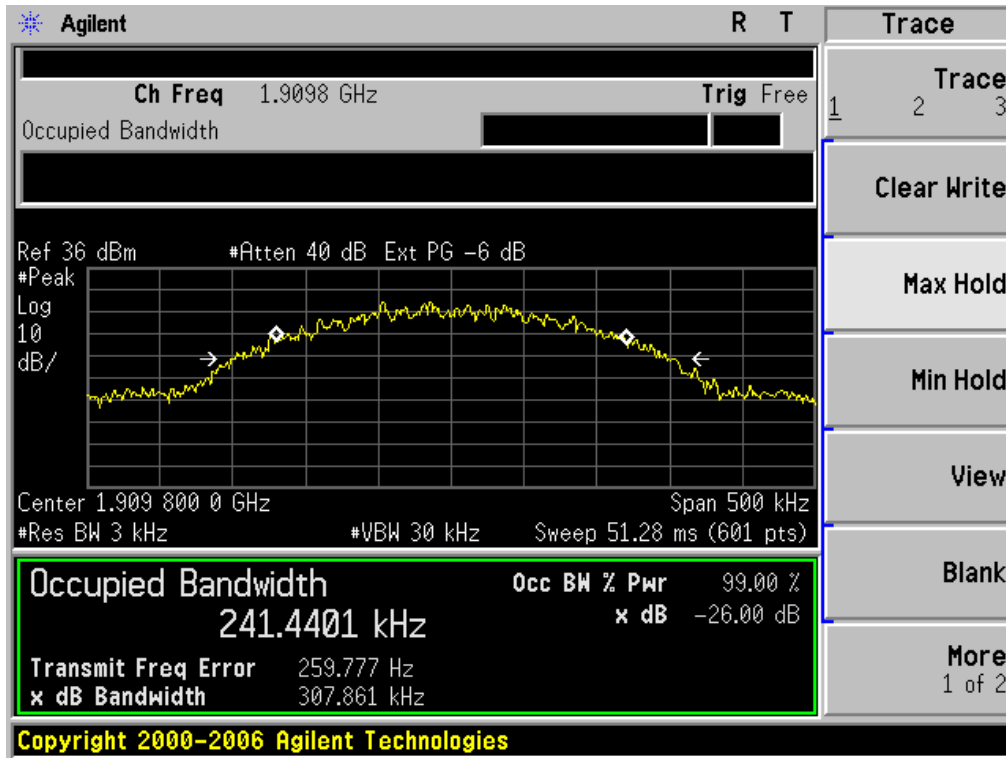 Agilent R T Trace
Ch Freq 1.9098 GHz Trig Free
Occupied Bandwidth
Trace
1 2 3
Clear Write
Ref 36 dBm #Atten 40 dB Ext PG -6 dB
#Peak
Log
10
dB/
Max Hold
Min Hold
View
Center 1.909 800 0 GHz Span 500 kHz
#Res BW 3 kHz #VBW 30 kHz Sweep 51.28 ms (601 pts)
Occupied Bandwidth
241.4401 kHz
Occ BW % Pwr 99.00 %
x dB -26.00 dB
Transmit Freq Error 259.777 Hz
x dB Bandwidth 307.861 kHz
Blank
More
1 of 2
Copyright 2000-2006 Agilent Technologies